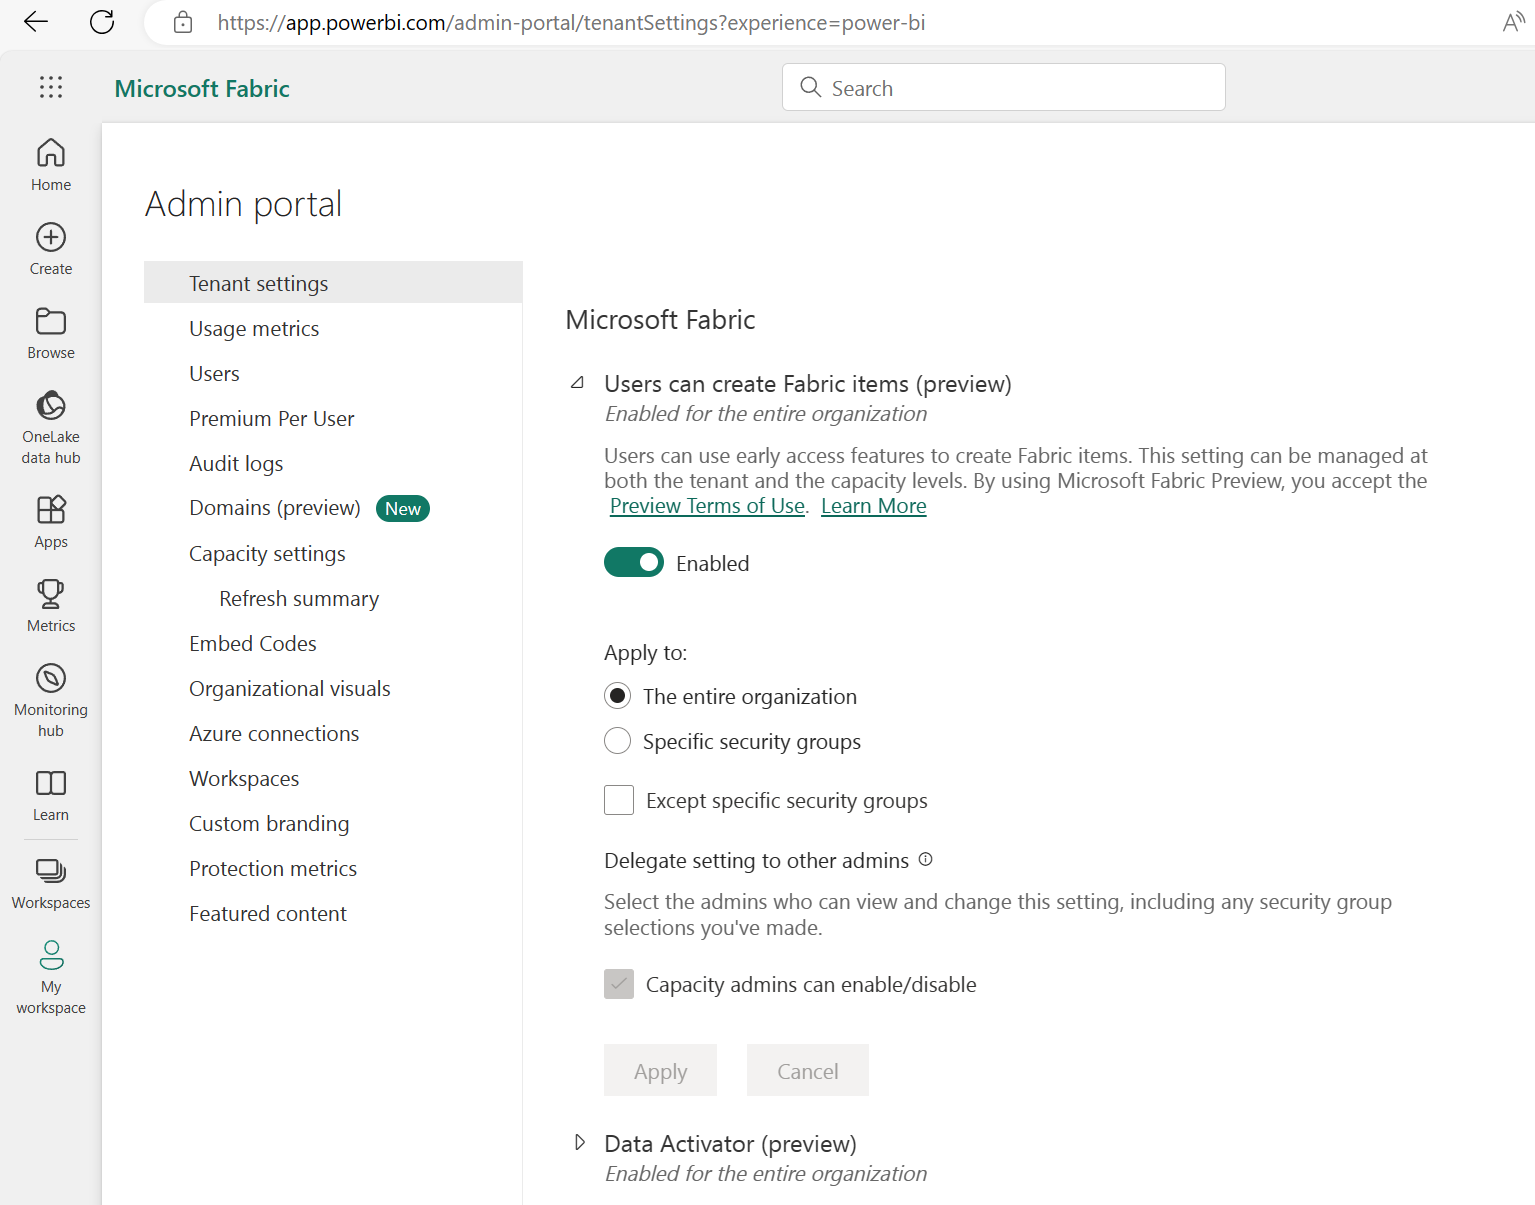 https://app.powerbi.com/admin-portal/tenantSettings?experience=power-bi
Microsoft Fabric
Search
Home
Create
Browse
OneLake
data hub
Apps
Metrics
Monitoring
hub
Learn
Workspaces
My
workspace
Admin portal
Tenant settings
Usage metrics
Users
Premium Per User
Audit logs
Domains (preview) New
Capacity settings
Refresh summary
Embed Codes
Organizational visuals
Azure connections
Workspaces
Custom branding
Protection metrics
Featured content
Microsoft Fabric
Users can create Fabric items (preview)
Enabled for the entire organization
Users can use early access features to create Fabric items. This setting can be managed at
both the tenant and the capacity levels. By using Microsoft Fabric Preview, you accept the
Preview Terms of Use. Learn More
Enabled
Apply to:
The entire organization
Specific security groups
Except specific security groups
Delegate setting to other admins
Select the admins who can view and change this setting, including any security group
selections you've made.
Capacity admins can enable/disable
Apply Cancel
Data Activator (preview)
Enabled for the entire organization